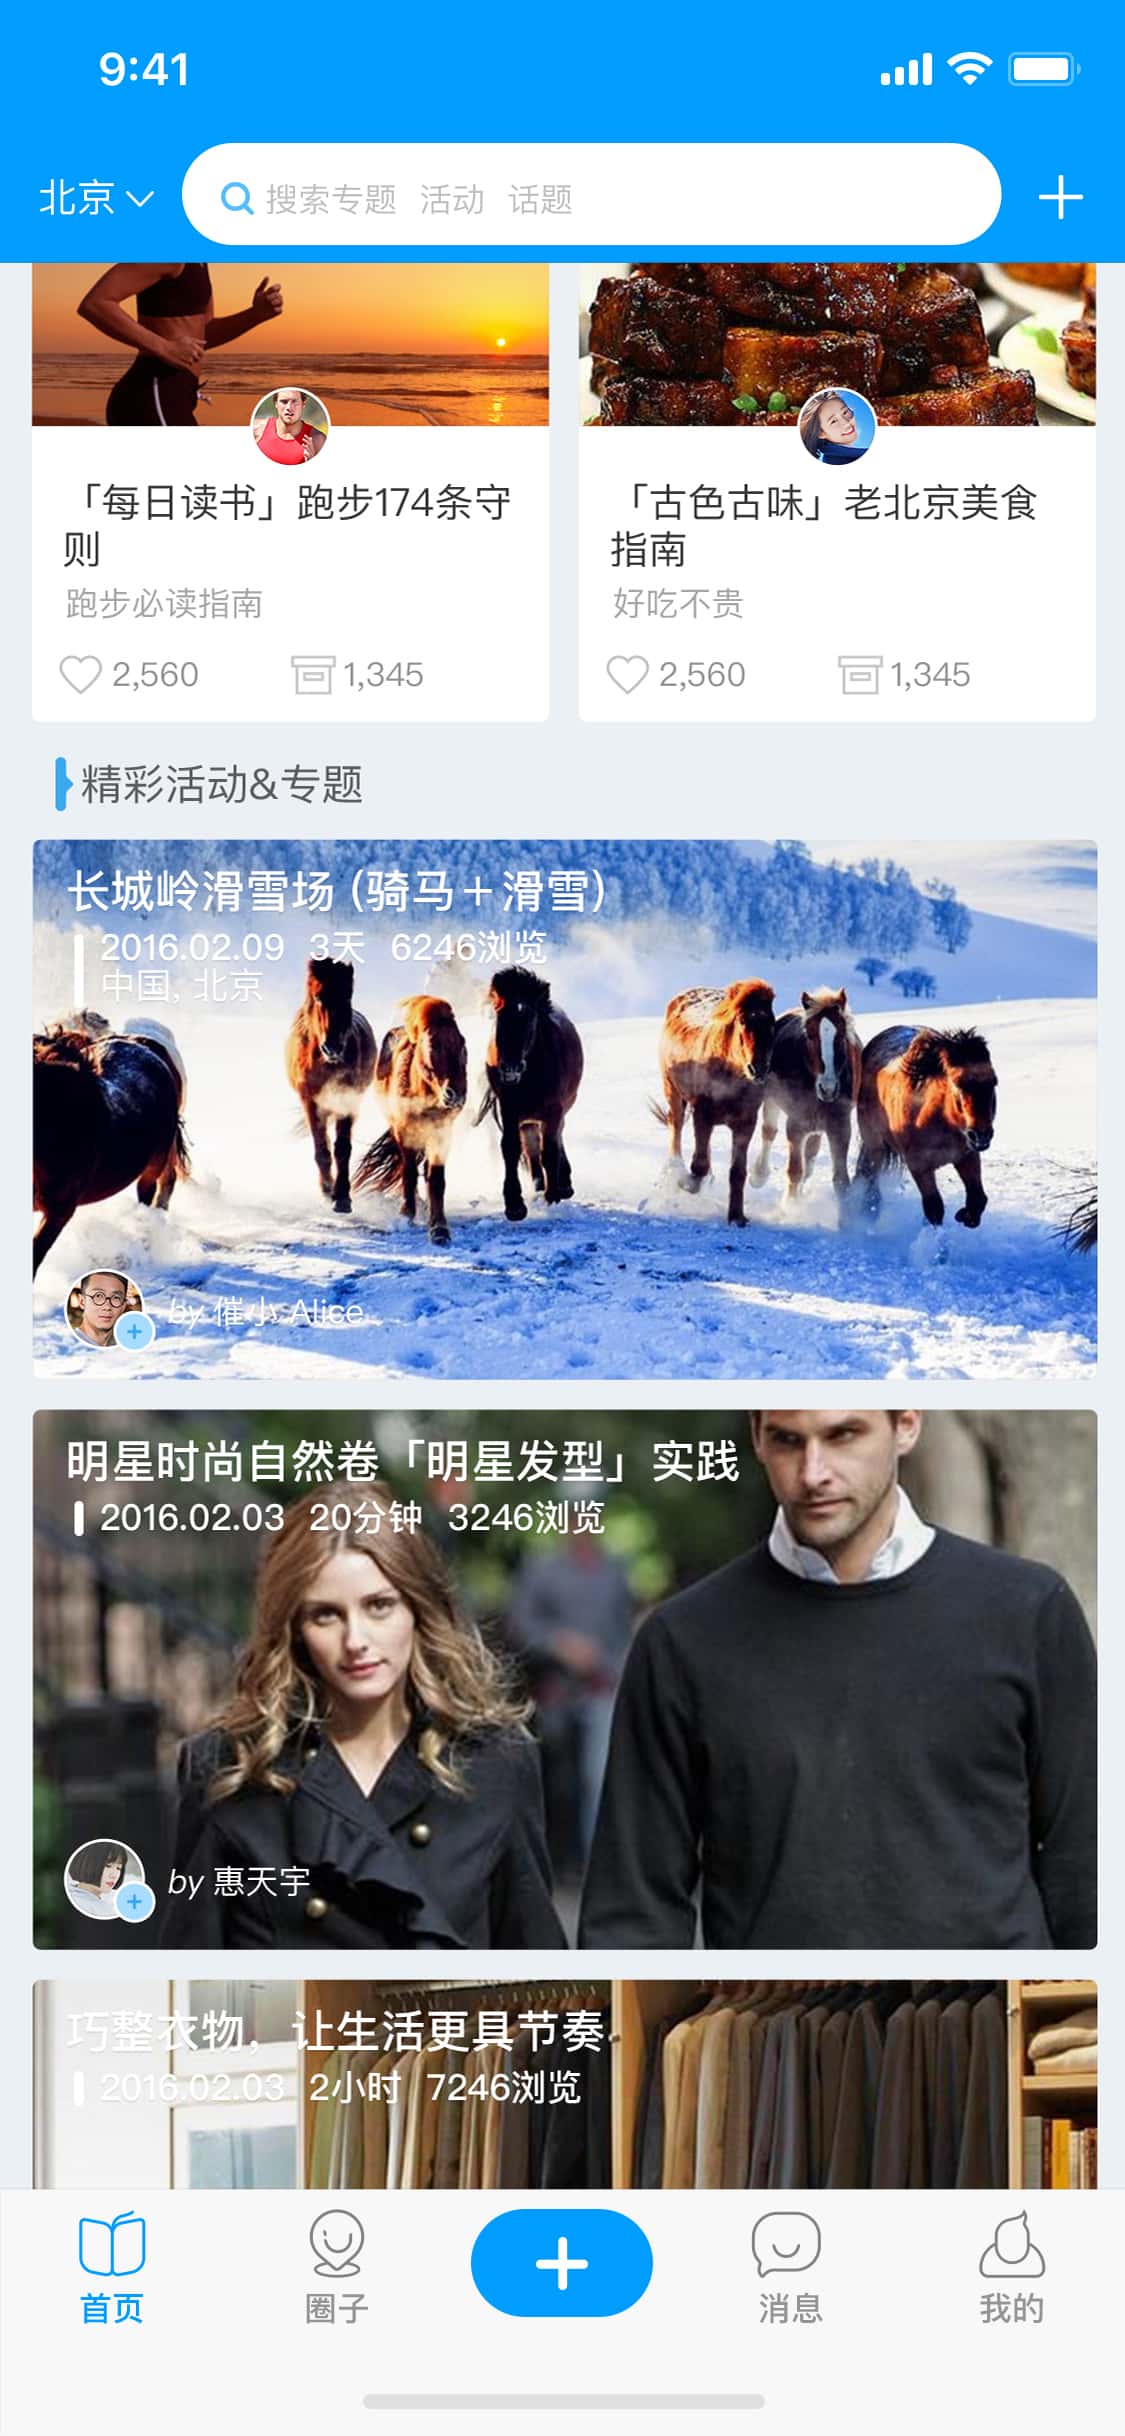 9:41
北京
搜索专题 活动 话题
「每日读书」跑步174条守
则
跑步必读指南
2,560 1,345
「古色古味」老北京美食
指南
好吃不贵
2,560 1,345
精彩活动&专题
长城岭滑雪场 (骑马+滑雪)
2016.02.09 3天 6246浏览
中国, 北京
by 催小 Alice
明星时尚自然卷「明星发型」实践
2016.02.03 20分钟 3246浏览
by 惠天宇
巧整衣物，让生活更具节奏
2016.02.03 2小时 7246浏览
首页
圈子
消息
我的